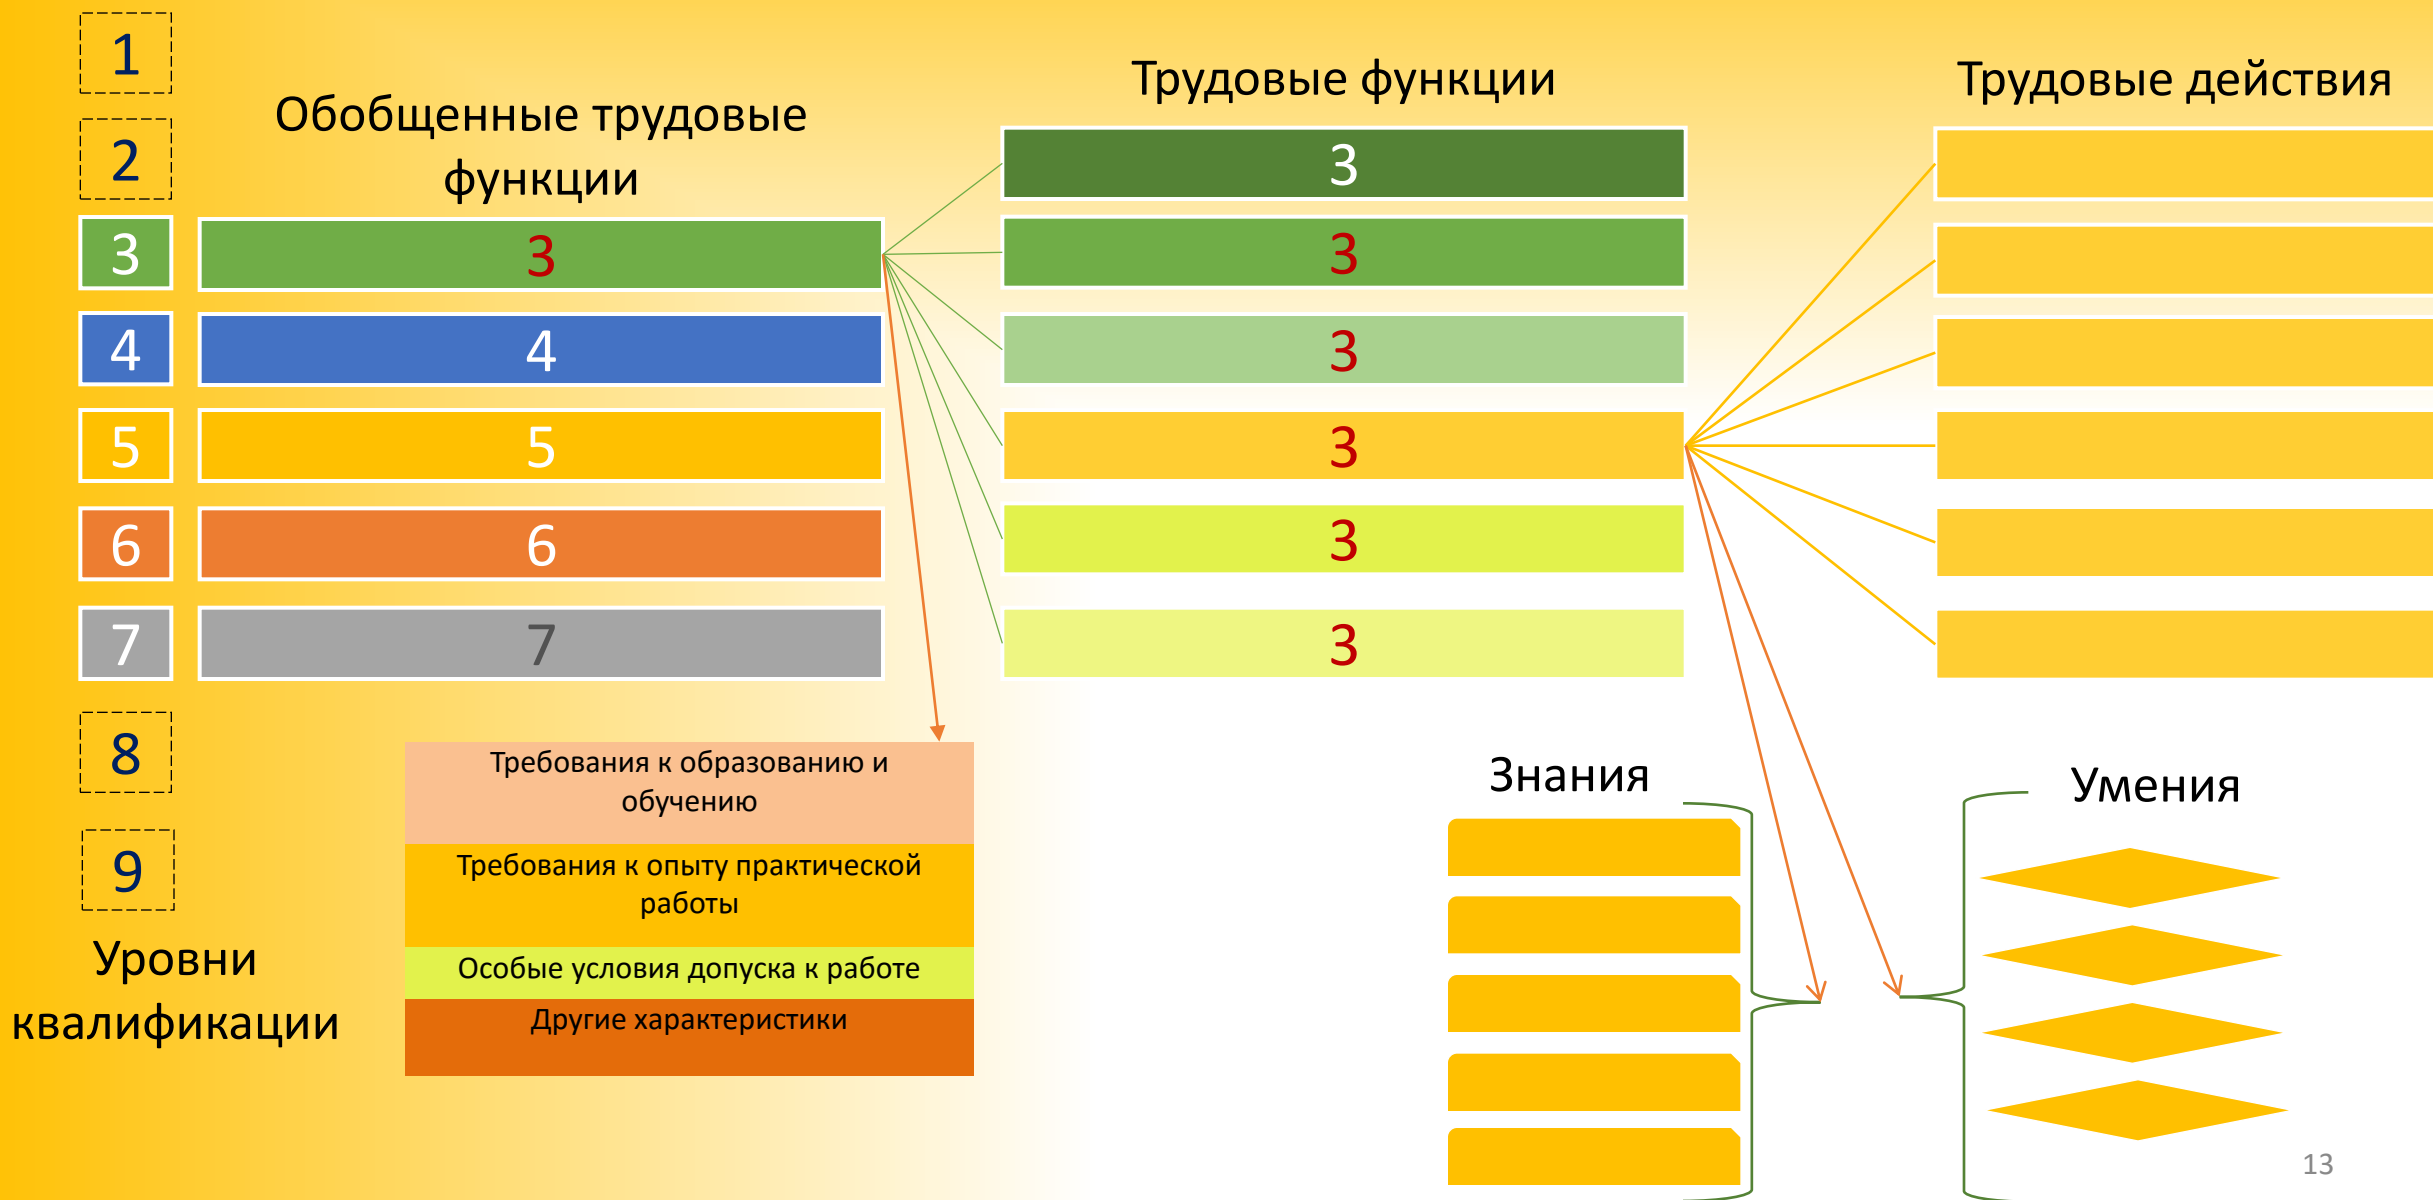 1
2
3
4
5
6
7
8
9
Уровни
квалификации
Обобщенные трудовые
функции
3
4
5
6
7
Требования к образованию и
обучению
Требования к опыту практической
работы
Особые условия допуска к работе
Другие характеристики
Трудовые функции
3
3
3
3
3
3
Трудовые действия
Знания
Умения
13